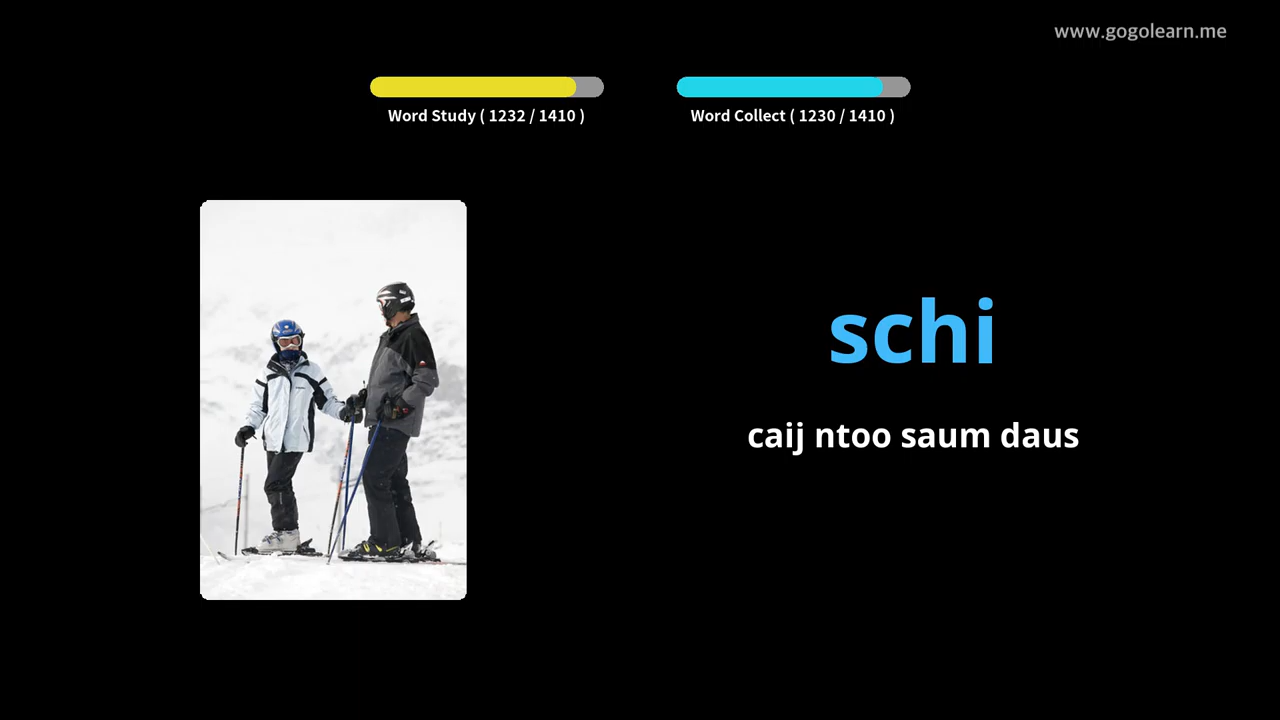 www.gogolearn.me
Word Study ( 1232 / 1410 )
Word Collect ( 1230 / 1410 )
schi
caij ntoo saum daus